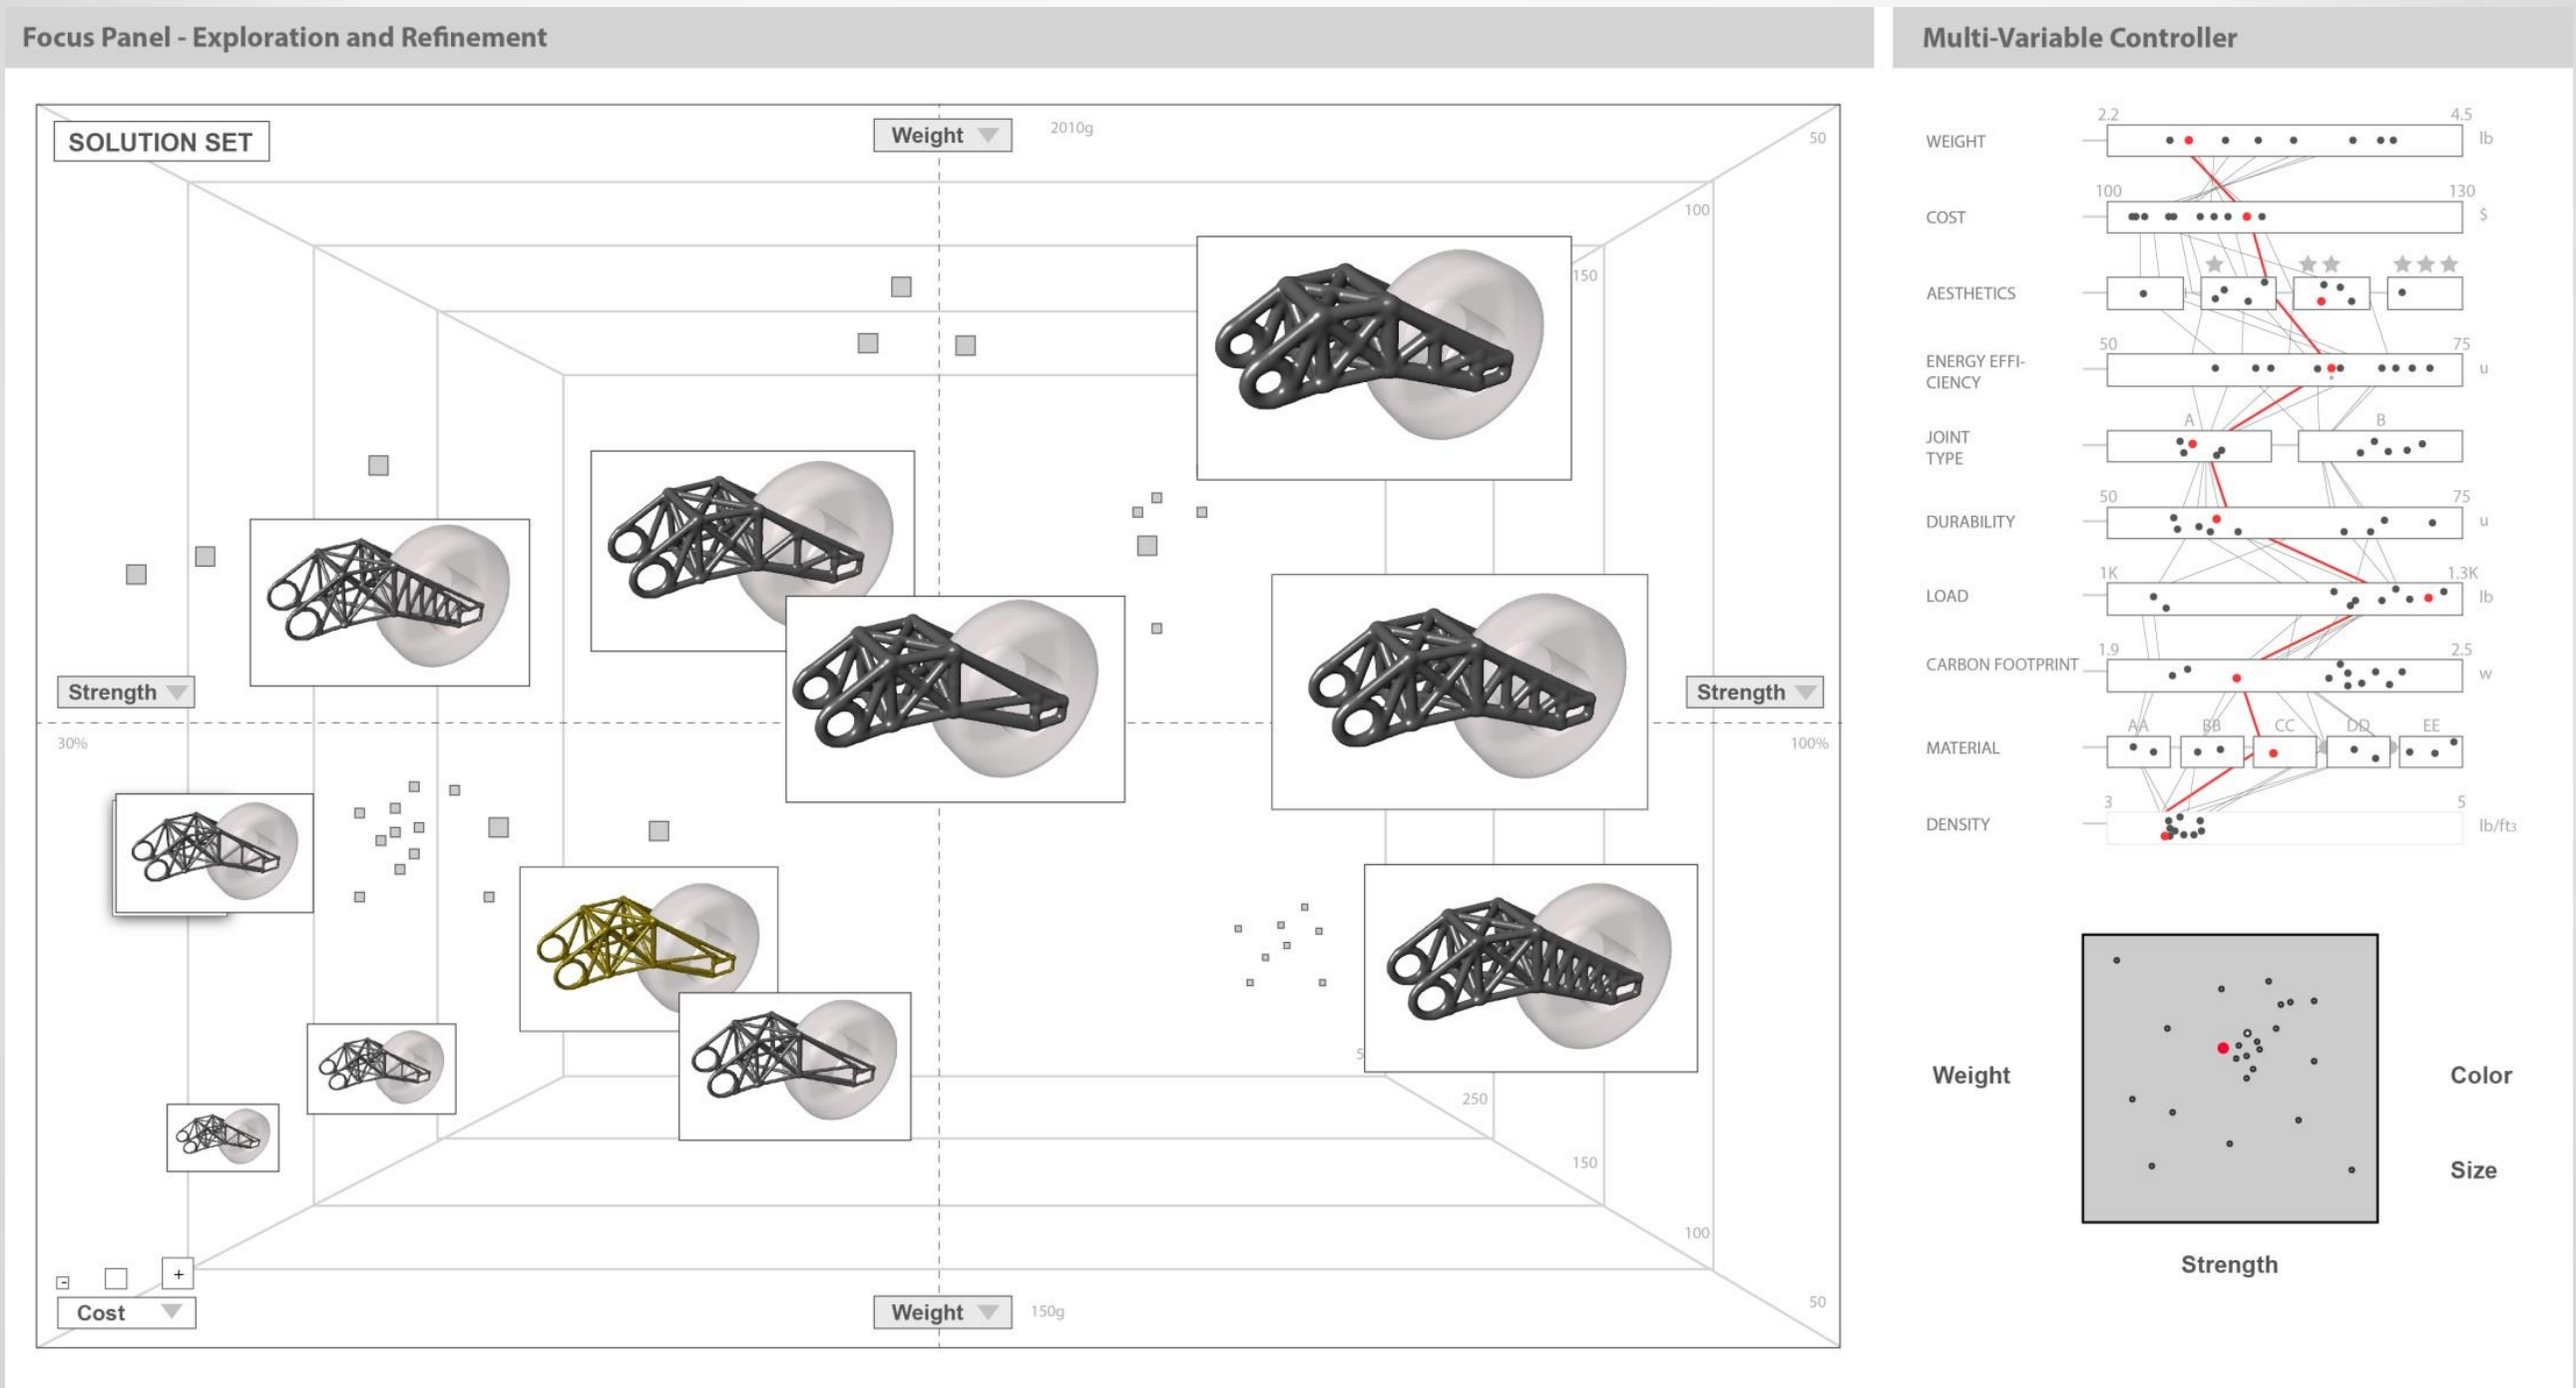 Focus Panel - Exploration and Refinement
SOLUTION SET
Weight
2010g
50
100
150
Strength
30%
Strength
100%
5
250
150
100
50
- +
Cost
Weight
150g
Multi-Variable Controller
2.2 4.5
WEIGHT lb
100 130
COST $
AESTHETICS
50 75
ENERGY EFFI-
CIENCY
u
A B
JOINT
TYPE
50 75
DURABILITY u
1K 1.3K
LOAD lb
1.9 2.5
CARBON FOOTPRINT w
AA BB CC DD EE
MATERIAL
3 5
DENSITY lb/ft3
Weight
Color
Size
Strength